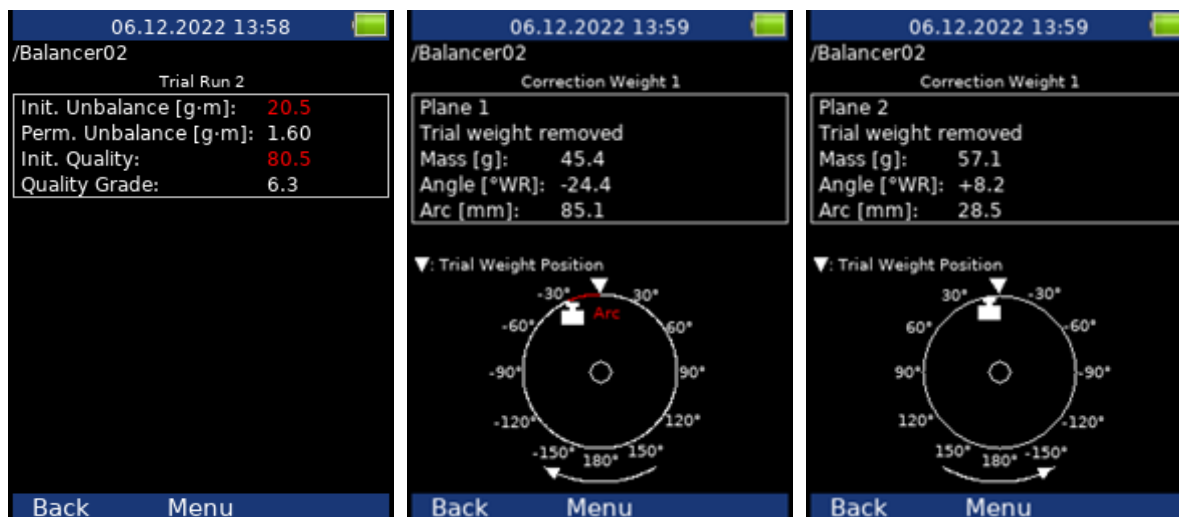 06.12.2022 13:58
/Balancer02
Trial Run 2
Init. Unbalance [g·m]: 20.5
Perm. Unbalance [g·m]: 1.60
Init. Quality: 80.5
Quality Grade: 6.3
Back Menu
06.12.2022 13:59
/Balancer02
Correction Weight 1
Plane 1
Trial weight removed
Mass [g]: 45.4
Angle [°WR]: -24.4
Arc [mm]: 85.1
▼: Trial Weight Position
-30° 30°
Arc
-60° 60°
-90° 90°
-120° 120°
-150° 180° 150°
Back Menu
06.12.2022 13:59
/Balancer02
Correction Weight 1
Plane 2
Trial weight removed
Mass [g]: 57.1
Angle [°WR]: +8.2
Arc [mm]: 28.5
▼: Trial Weight Position
30° -30°
60° -60°
90° -90°
120° -120°
150° 180° -150°
Back Menu